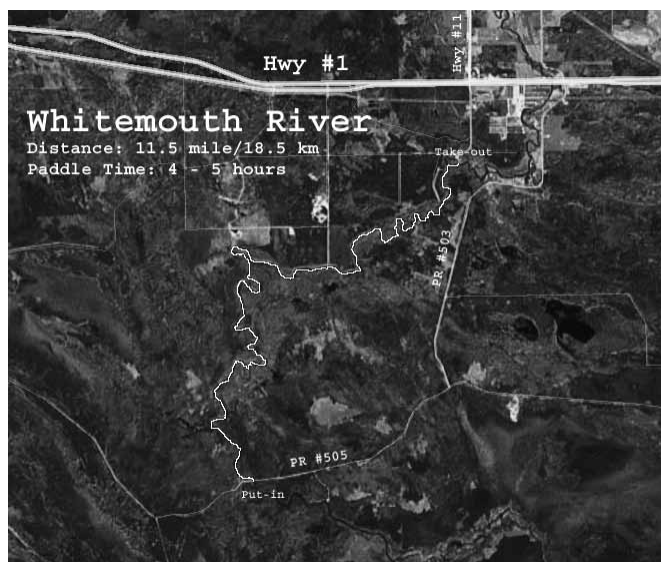 Hwy #11
Hwy #1
Whitemouth River
Distance: 11.5 mile/18.5 km
Paddle Time: 4 - 5 hours
Take-out
PR #503
PR #505
Put-in